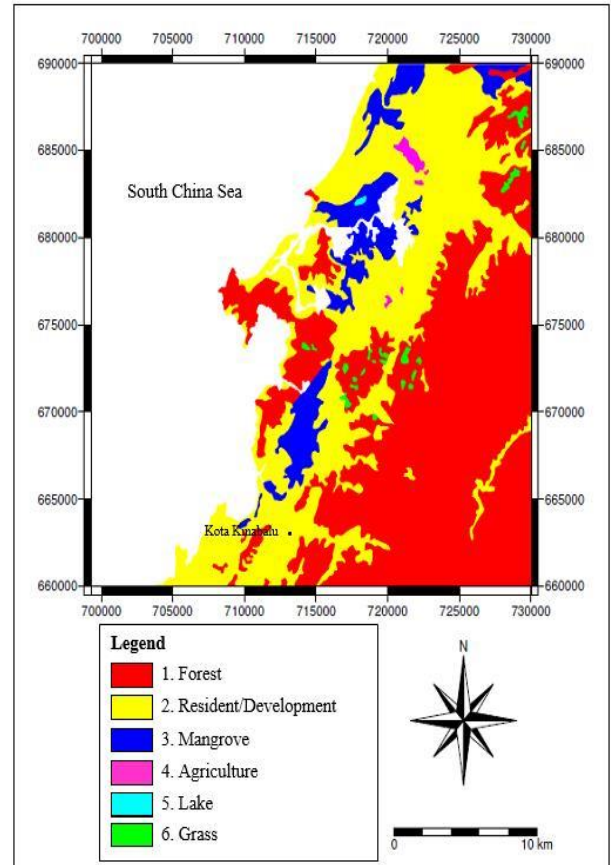 700000 705000 710000 715000 720000 725000 730000
690000 690000
685000 685000
South China Sea
680000 680000
675000 675000
670000 670000
665000 665000
Kota Kinabalu
660000 660000
700000 705000 710000 715000 720000 725000 730000
Legend
1. Forest
2. Resident/Development
3. Mangrove
4. Agriculture
5. Lake
6. Grass
N
0 10 km